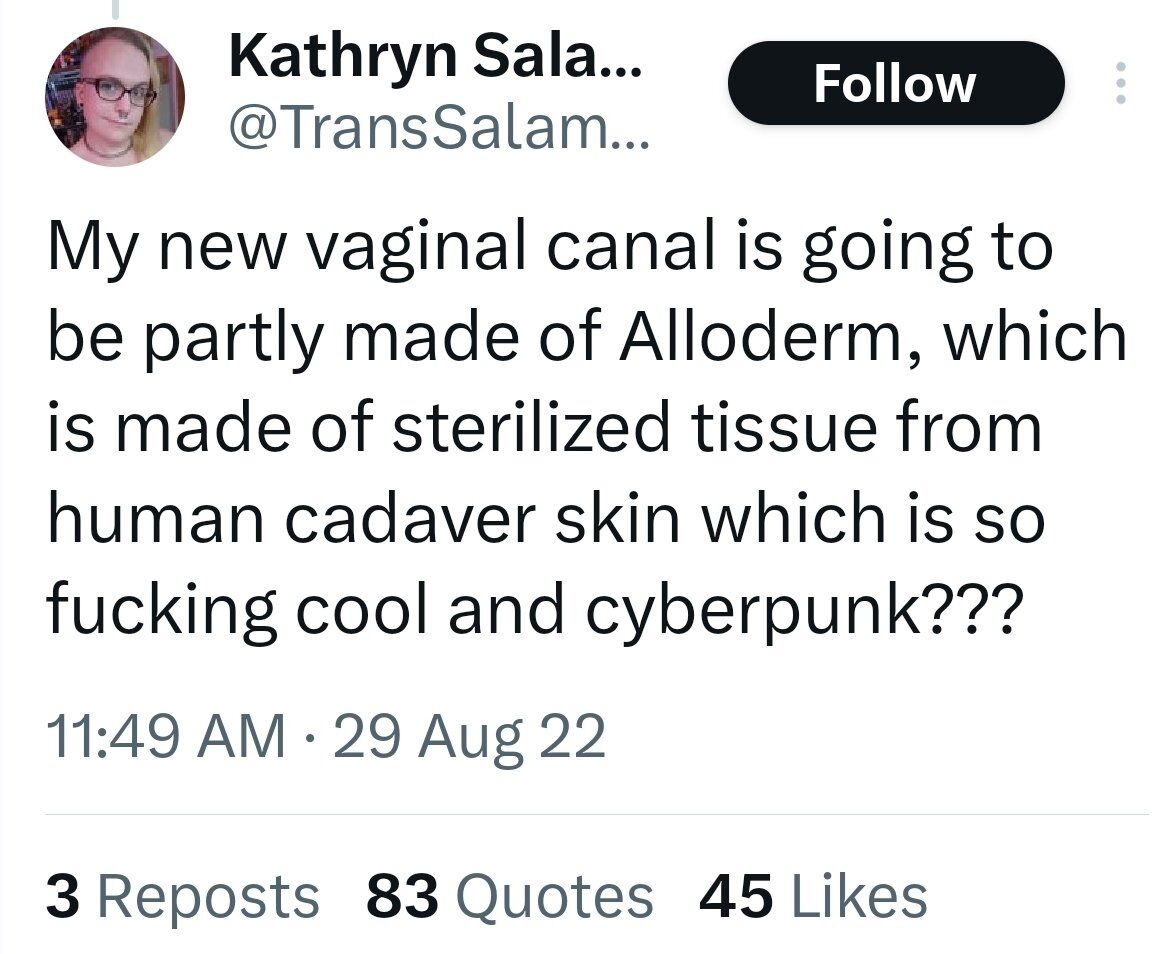 Kathryn Sala...
Follow
@TransSalam...
My new vaginal canal is going to
be partly made of Alloderm, which
is made of sterilized tissue from
human cadaver skin which is so
fucking cool and cyberpunk???
11:49 AM · 29 Aug 22
3 Reposts 83 Quotes 45 Likes